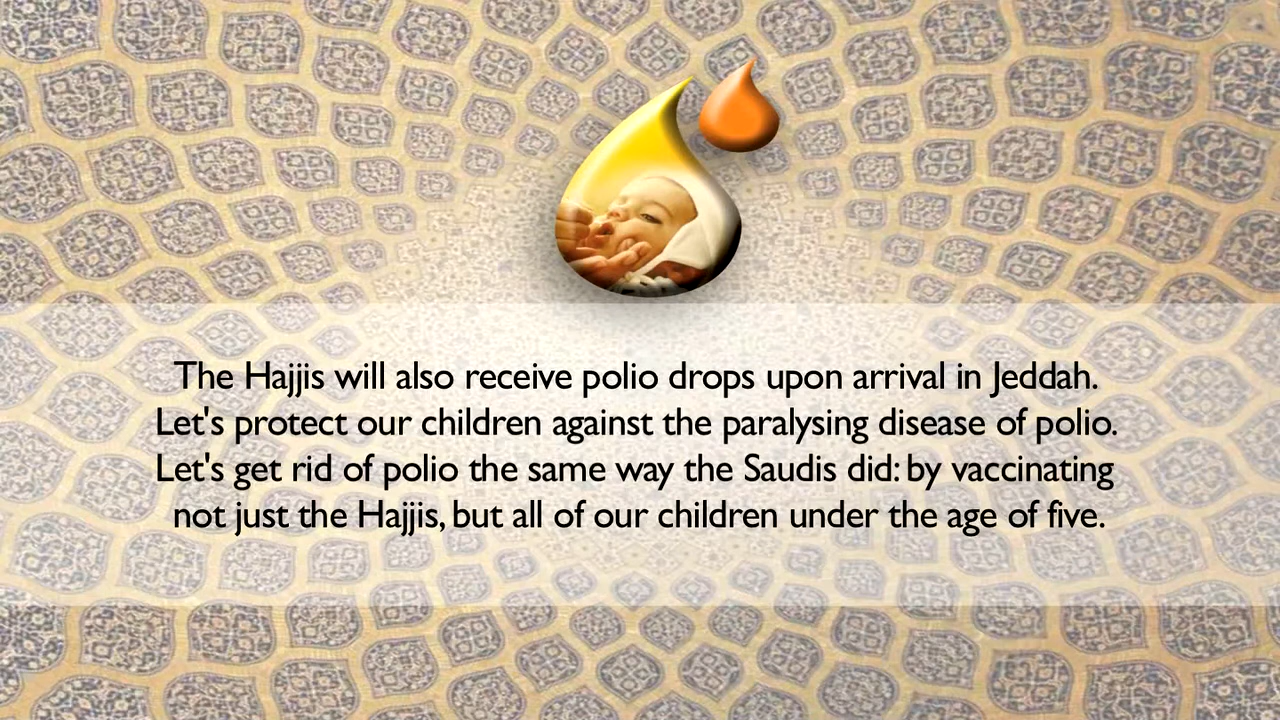 The Hajjis will also receive polio drops upon arrival in Jeddah.
Let's protect our children against the paralysing disease of polio.
Let's get rid of polio the same way the Saudis did: by vaccinating
not just the Hajjis, but all of our children under the age of five.